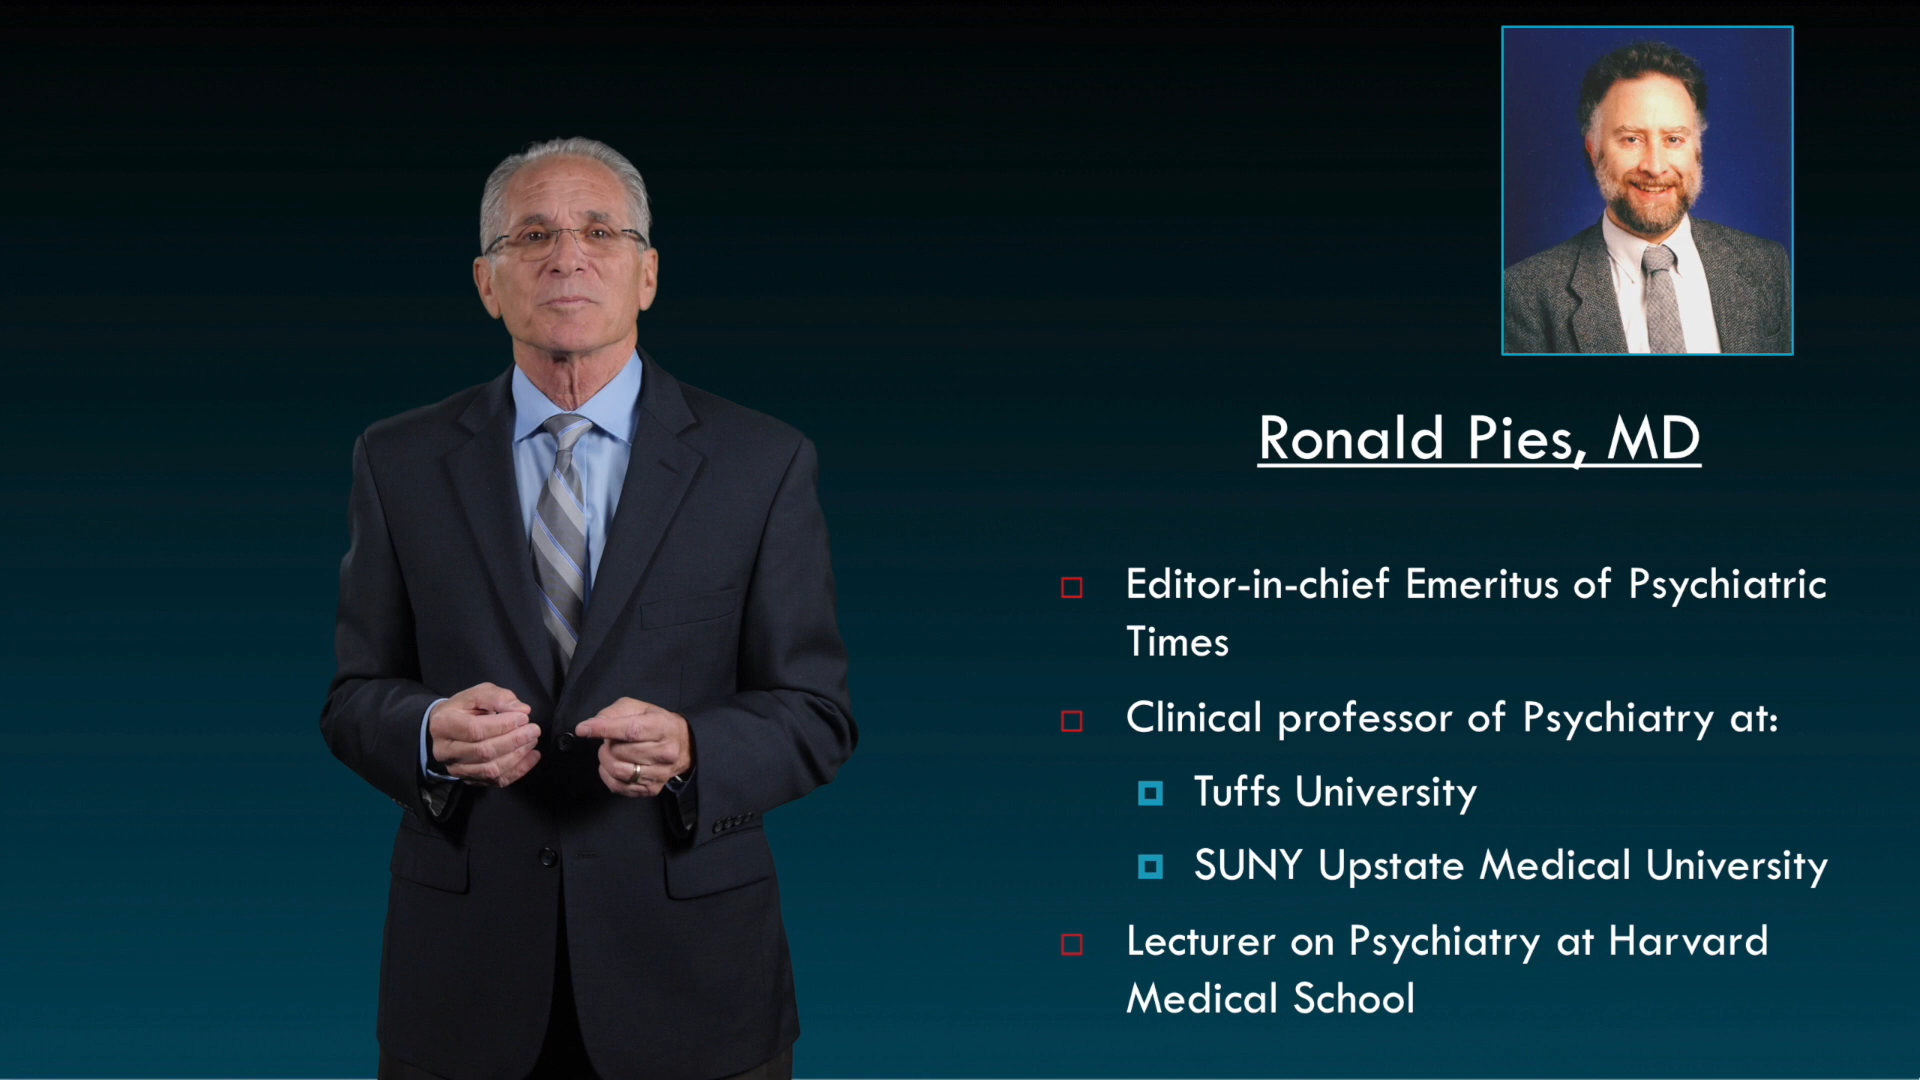 Ronald Pies, MD
Editor-in-chief Emeritus of Psychiatric
Times
Clinical professor of Psychiatry at:
Tuffs University
SUNY Upstate Medical University
Lecturer on Psychiatry at Harvard
Medical School